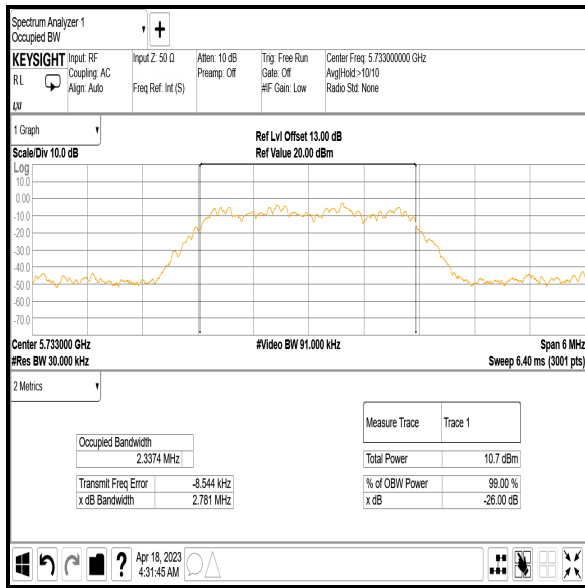 Spectrum Analyzer 1
Occupied BW
KEYSIGHT Input: RF Input Z: 50 Ω Atten: 10 dB Trig: Free Run Center Freq: 5.733000000 GHz
RL Coupling: AC Preamp: Off Gate: Off Avg|Hold:>10/10
Align: Auto Freq Ref: Int (S) #IF Gain: Low Radio Std: None
LXI
1 Graph
Ref Lvl Offset 13.00 dB
Scale/Div 10.0 dB Ref Value 20.00 dBm
Log
10.0
0.00
-10.0
-20.0
-30.0
-40.0
-50.0
-60.0
-70.0
Center 5.73300 GHz #Video BW 91.000 kHz Span 6 MHz
#Res BW 30.000 kHz Sweep 6.40 ms (3001 pts)
2 Metrics
Measure Trace Trace 1
Occupied Bandwidth
2.3374 MHz
Total Power 10.7 dBm
Transmit Freq Error -8.544 kHz % of OBW Power 99.00 %
x dB Bandwidth 2.781 MHz x dB -26.00 dB
? Apr 18, 2023
4:31:45 AM